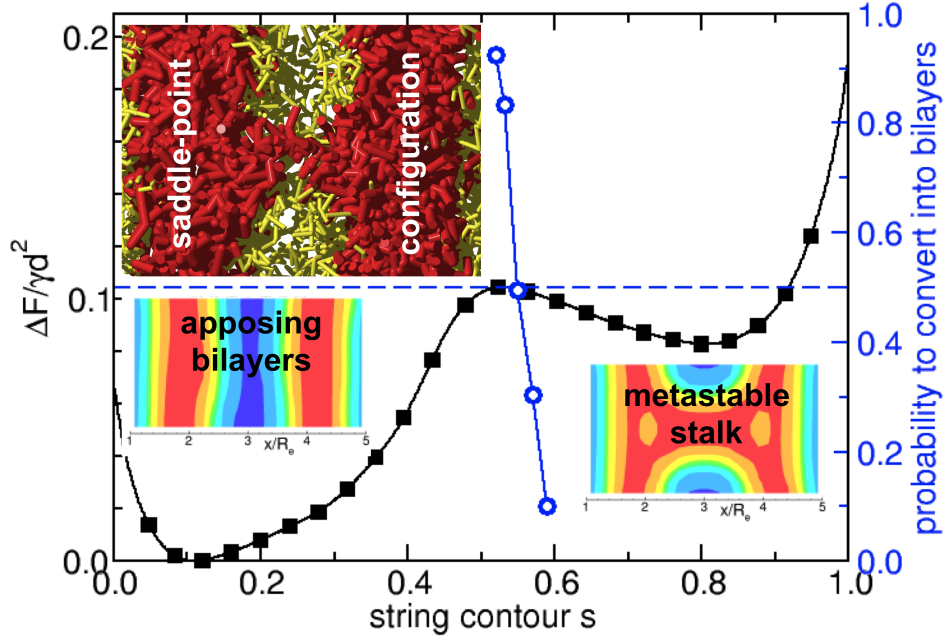 0.2
0.1
0.0
ΔF/γd²
saddle-point
configuration
apposing
bilayers
1 2 3 x/Rₑ 4 5
metastable
stalk
1 2 3 x/Rₑ 4 5
0.0 0.2 0.4 0.6 0.8 1.0
string contour s
1.0
0.8
0.6
0.4
0.2
0.0
probability to convert into bilayers